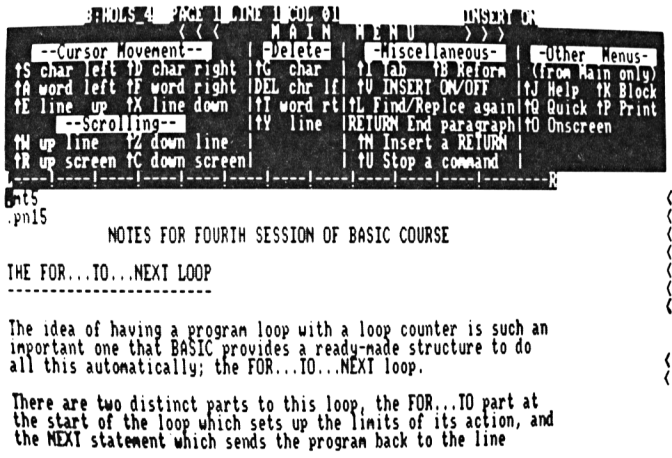 B:HOLS_4 PAGE 1 LINE 1 COL 01 INSERT ON
< < < M A I N M E N U > > >
--Cursor Movement-- | -Delete- | -Miscellaneous- | -Other Menus-
↑S char left ↑D char right |↑G char | ↑I Tab ↑B Reform | (from Main only)
↑A word left ↑F word right |DEL chr lf| ↑V INSERT ON/OFF |↑J Help ↑K Block
↑E line up ↑X line down |↑T word rt|↑L Find/Replce again|↑Q Quick ↑P Print
--Scrolling-- |↑Y line |RETURN End paragraph|↑O Onscreen
↑W up line ↑Z down line | | ↑N Insert a RETURN |
↑R up screen ↑C down screen| | ↑U Stop a command |
L----!----!----!----!----!----!----!----!----!----!---------R
.mt5
.pn15
NOTES FOR FOURTH SESSION OF BASIC COURSE
THE FOR...TO...NEXT LOOP
-------------------------
The idea of having a program loop with a loop counter is such an
important one that BASIC provides a ready-made structure to do
all this automatically; the FOR...TO...NEXT loop.
There are two distinct parts to this loop, the FOR...TO part at
the start of the loop which sets up the limits of its action, and
the NEXT statement which sends the program back to the line